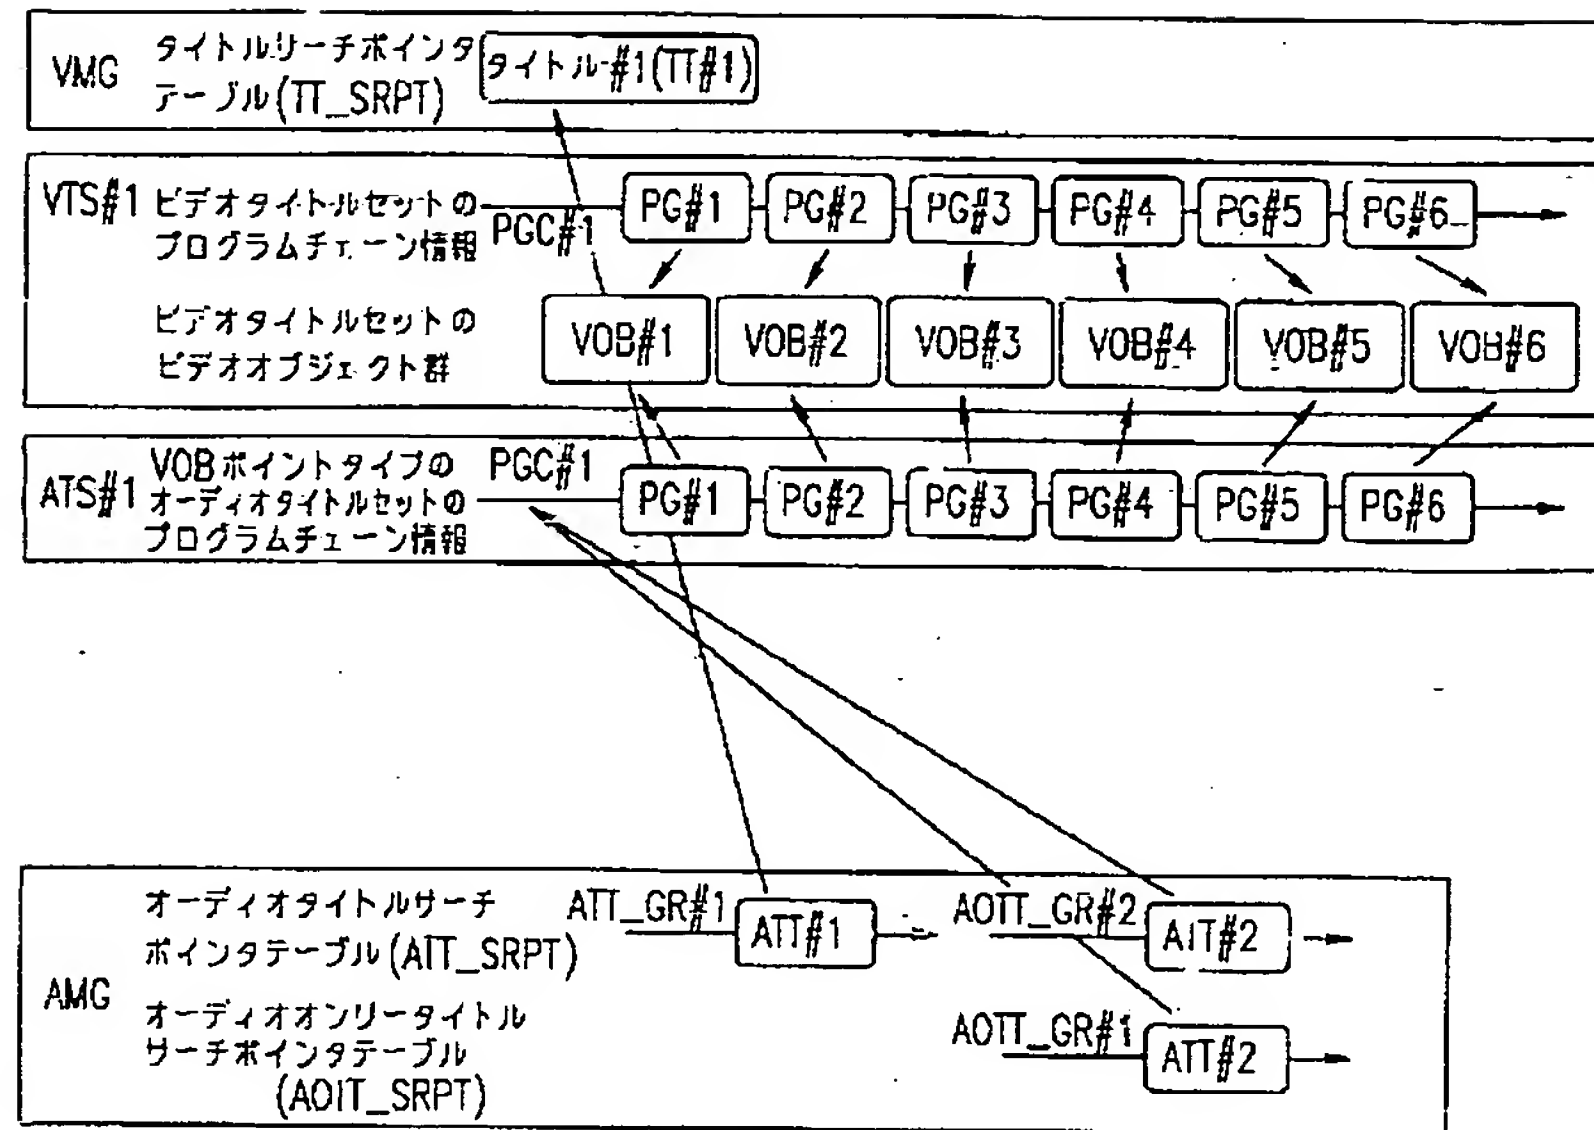 VMG
タイトルサーチポインタ
テーブル(TT_SRPT)
タイトル#1(TT#1)
VTS#1
ビデオタイトルセットの
プログラムチェーン情報
PGC#1
PG#1
PG#2
PG#3
PG#4
PG#5
PG#6
ビデオタイトルセットの
ビデオオブジェクト群
VOB#1
VOB#2
VOB#3
VOB#4
VOB#5
VOB#6
ATS#1
VOBポイントタイプの
オーディオタイトルセットの
プログラムチェーン情報
PGC#1
PG#1
PG#2
PG#3
PG#4
PG#5
PG#6
AMG
オーディオタイトルサーチ
ポインタテーブル(ATT_SRPT)
ATT_GR#1
ATT#1
AOTT_GR#2
ATT#2
オーディオオンリータイトル
サーチポインタテーブル
(AOTT_SRPT)
AOTT_GR#1
ATT#2